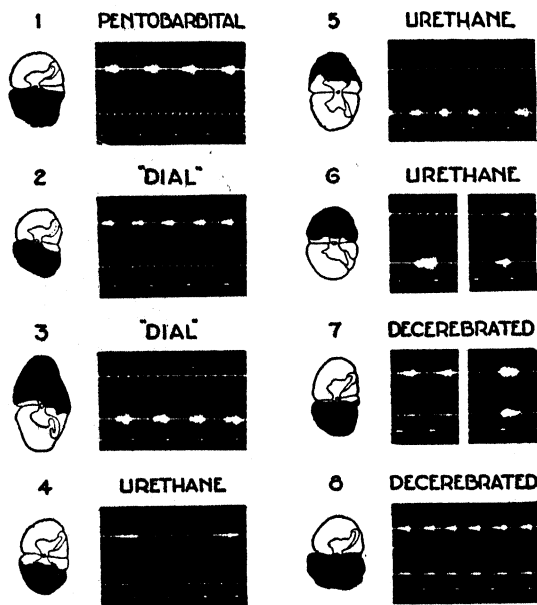 1 PENTOBARBITAL
2 "DIAL"
3 "DIAL"
4 URETHANE
5 URETHANE
6 URETHANE
7 DECEREBRATED
8 DECEREBRATED